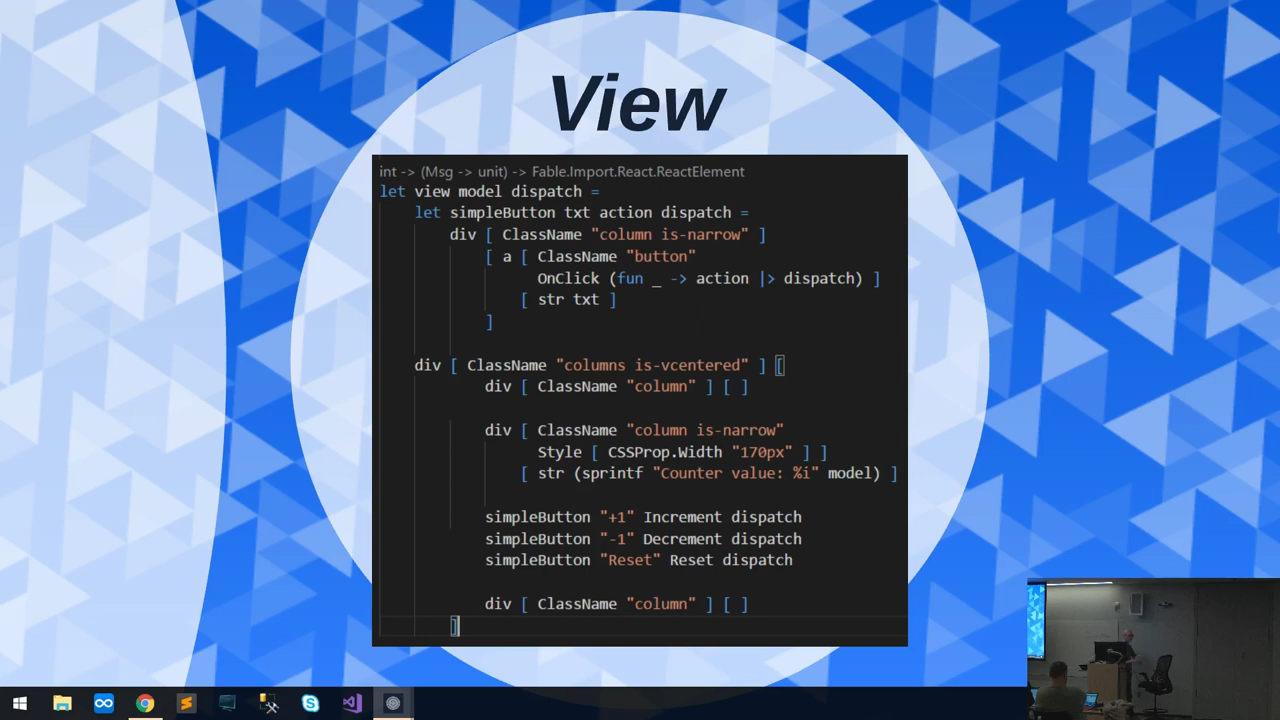 View
int -> (Msg -> unit) -> Fable.Import.React.ReactElement
let view model dispatch =
let simpleButton txt action dispatch =
div [ ClassName "column is-narrow" ]
[ a [ ClassName "button"
OnClick (fun _ -> action |> dispatch) ]
[ str txt ]
]
div [ ClassName "columns is-vcentered" ] [
div [ ClassName "column" ] [ ]
div [ ClassName "column is-narrow"
Style [ CSSProp.Width "170px" ] ]
[ str (sprintf "Counter value: %i" model) ]
simpleButton "+1" Increment dispatch
simpleButton "-1" Decrement dispatch
simpleButton "Reset" Reset dispatch
div [ ClassName "column" ] [ ]
]